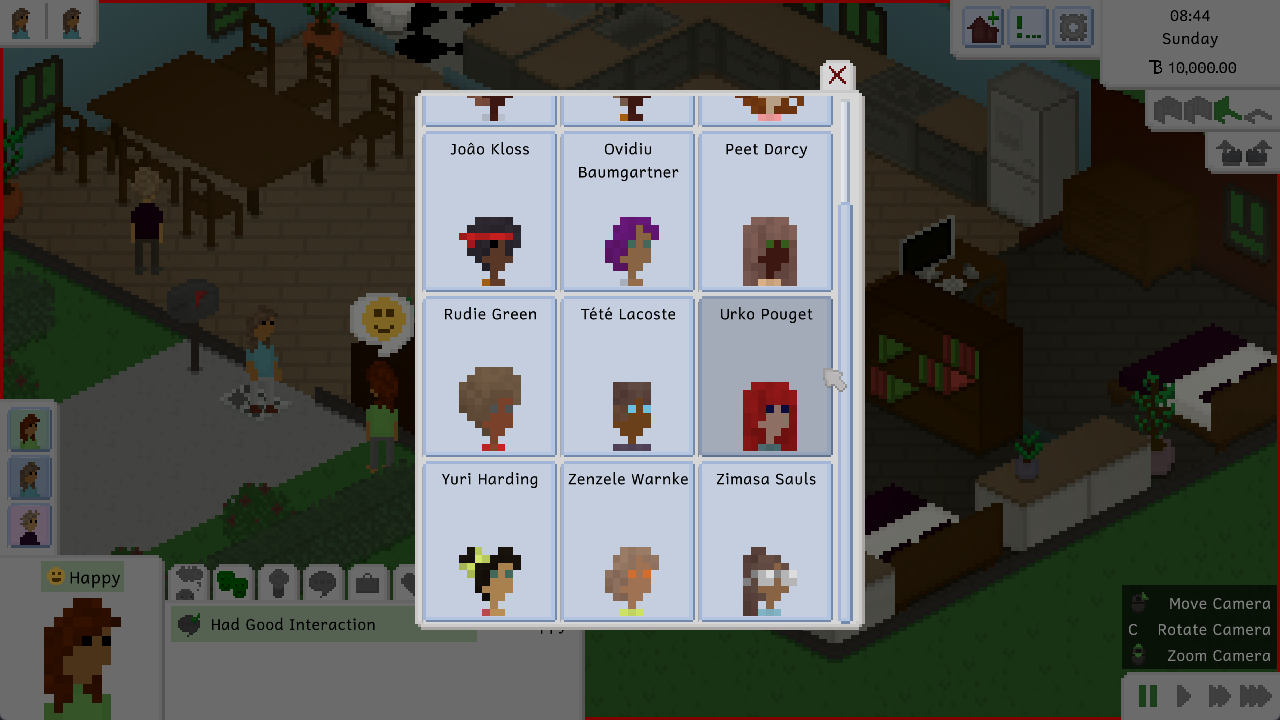 08:44
Sunday
Ɓ 10,000.00
João Kloss
Ovidiu
Baumgartner
Peet Darcy
Rudie Green
Tété Lacoste
Urko Pouget
Yuri Harding
Zenzele Warnke
Zimasa Sauls
Happy
Had Good Interaction
Move Camera
C Rotate Camera
Zoom Camera